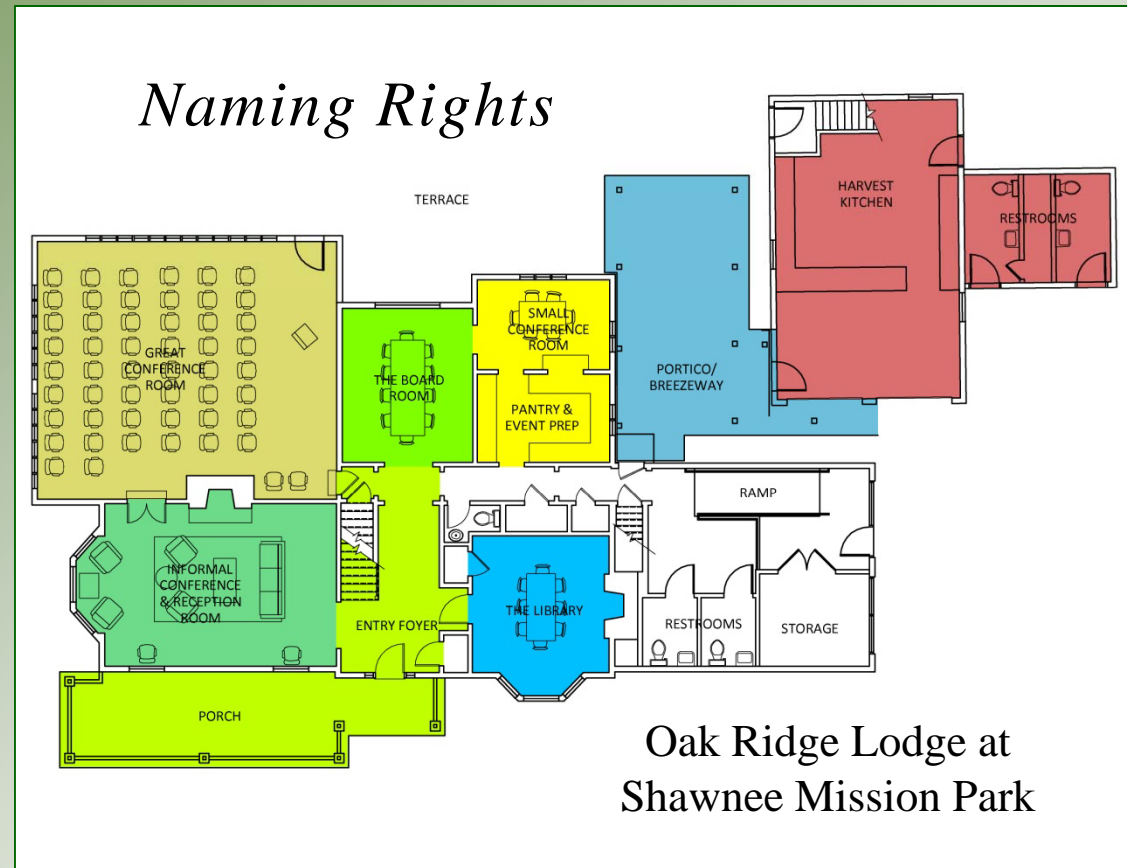 Naming Rights
TERRACE
HARVEST
KITCHEN
RESTROOMS
SMALL
CONFERENCE
ROOM
GREAT
CONFERENCE
ROOM
THE BOARD
ROOM
PORTICO/
BREEZEWAY
PANTRY &
EVENT PREP
RAMP
INFORMAL
CONFERENCE
& RECEPTION
ROOM
ENTRY FOYER
THE LIBRARY
RESTROOMS
STORAGE
PORCH
Oak Ridge Lodge at
Shawnee Mission Park